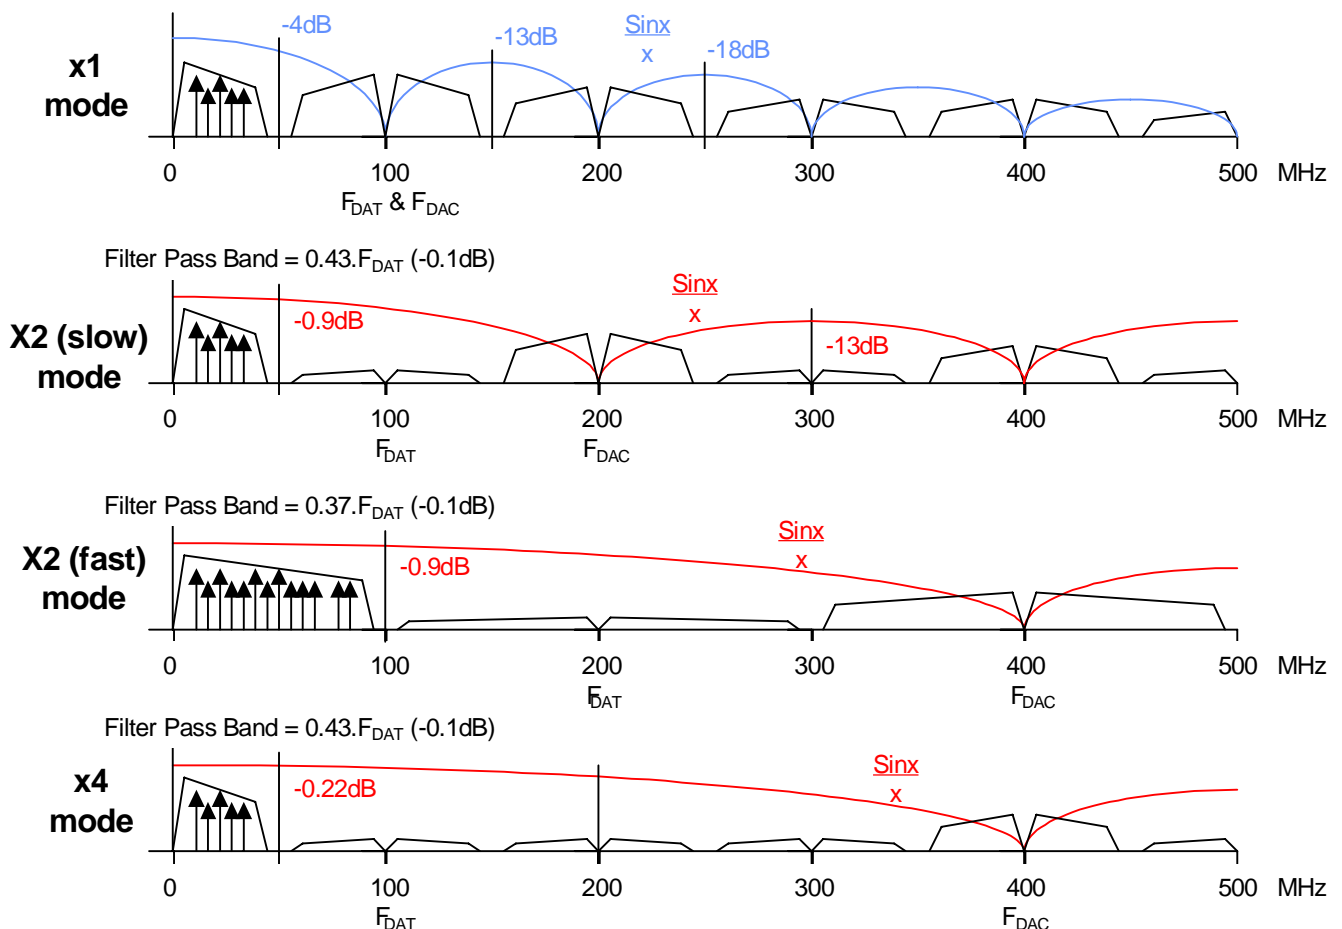 x1 mode
-4dB
-13dB
Sinx
x
-18dB
0 100 200 300 400 500 MHz
FDAT & FDAC
Filter Pass Band = 0.43.FDAT (-0.1dB)
X2 (slow) mode
-0.9dB
Sinx
x
-13dB
0 100 200 300 400 500 MHz
FDAT FDAC
Filter Pass Band = 0.37.FDAT (-0.1dB)
X2 (fast) mode
-0.9dB
Sinx
x
0 100 200 300 400 500 MHz
FDAT FDAC
Filter Pass Band = 0.43.FDAT (-0.1dB)
x4 mode
-0.22dB
Sinx
x
0 100 200 300 400 500 MHz
FDAT FDAC